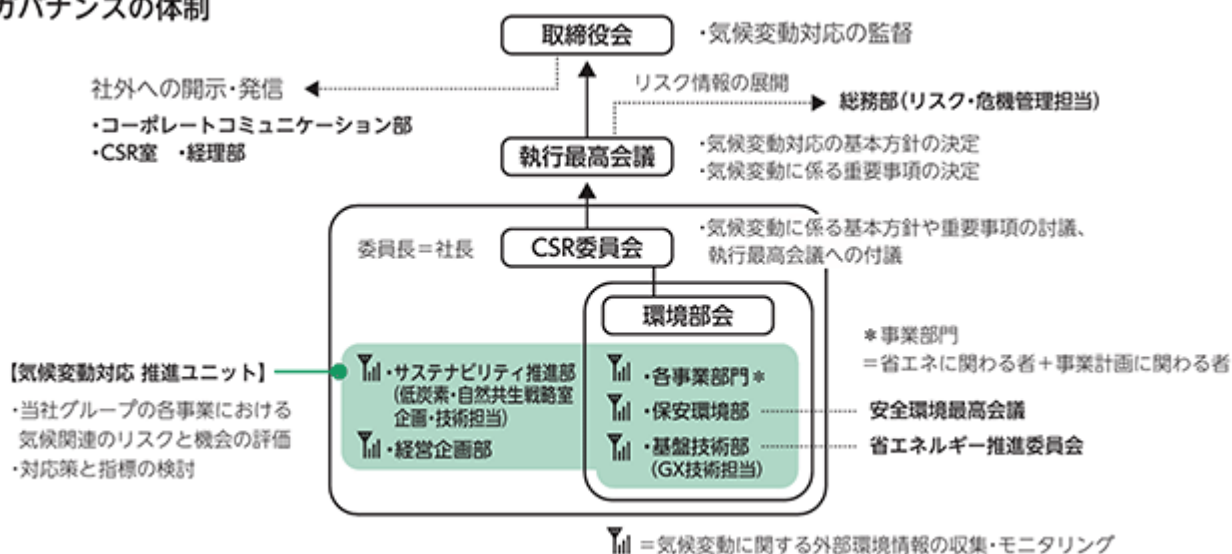 ガバナンスの体制
取締役会
・気候変動対応の監督
社外への開示・発信
・コーポレートコミュニケーション部
・CSR室 ・経理部
リスク情報の展開
総務部(リスク・危機管理担当)
執行最高会議
・気候変動対応の基本方針の決定
・気候変動に係る重要事項の決定
委員長＝社長
CSR委員会
・気候変動に係る基本方針や重要事項の討議、
執行最高会議への付議
環境部会
＊事業部門
＝省エネに関わる者＋事業計画に関わる者
【気候変動対応 推進ユニット】
・当社グループの各事業における
気候関連のリスクと機会の評価
・対応策と指標の検討
・サステナビリティ推進部
(低炭素・自然共生戦略室
企画・技術担当)
・経営企画部
・各事業部門＊
・保安環境部
・基盤技術部
(GX技術担当)
安全環境最高会議
省エネルギー推進委員会
＝気候変動に関する外部環境情報の収集・モニタリング